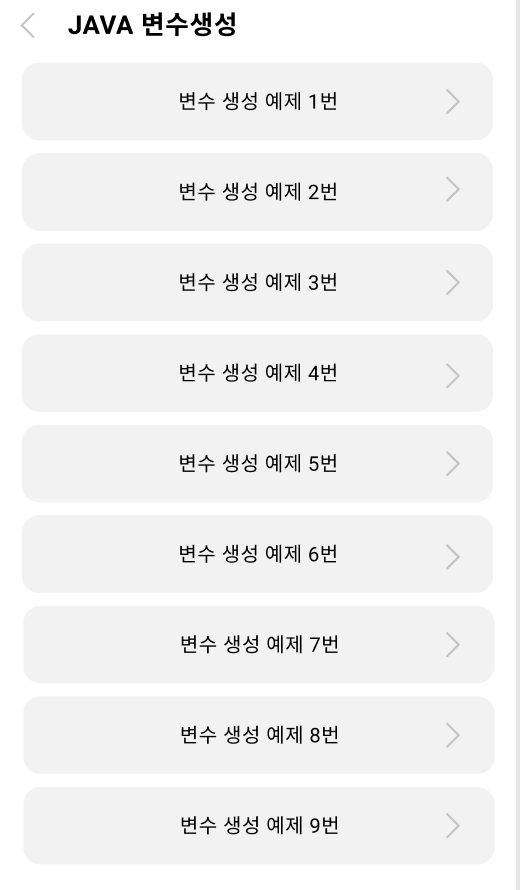 JAVA 변수생성
변수 생성 예제 1번
변수 생성 예제 2번
변수 생성 예제 3번
변수 생성 예제 4번
변수 생성 예제 5번
변수 생성 예제 6번
변수 생성 예제 7번
변수 생성 예제 8번
변수 생성 예제 9번